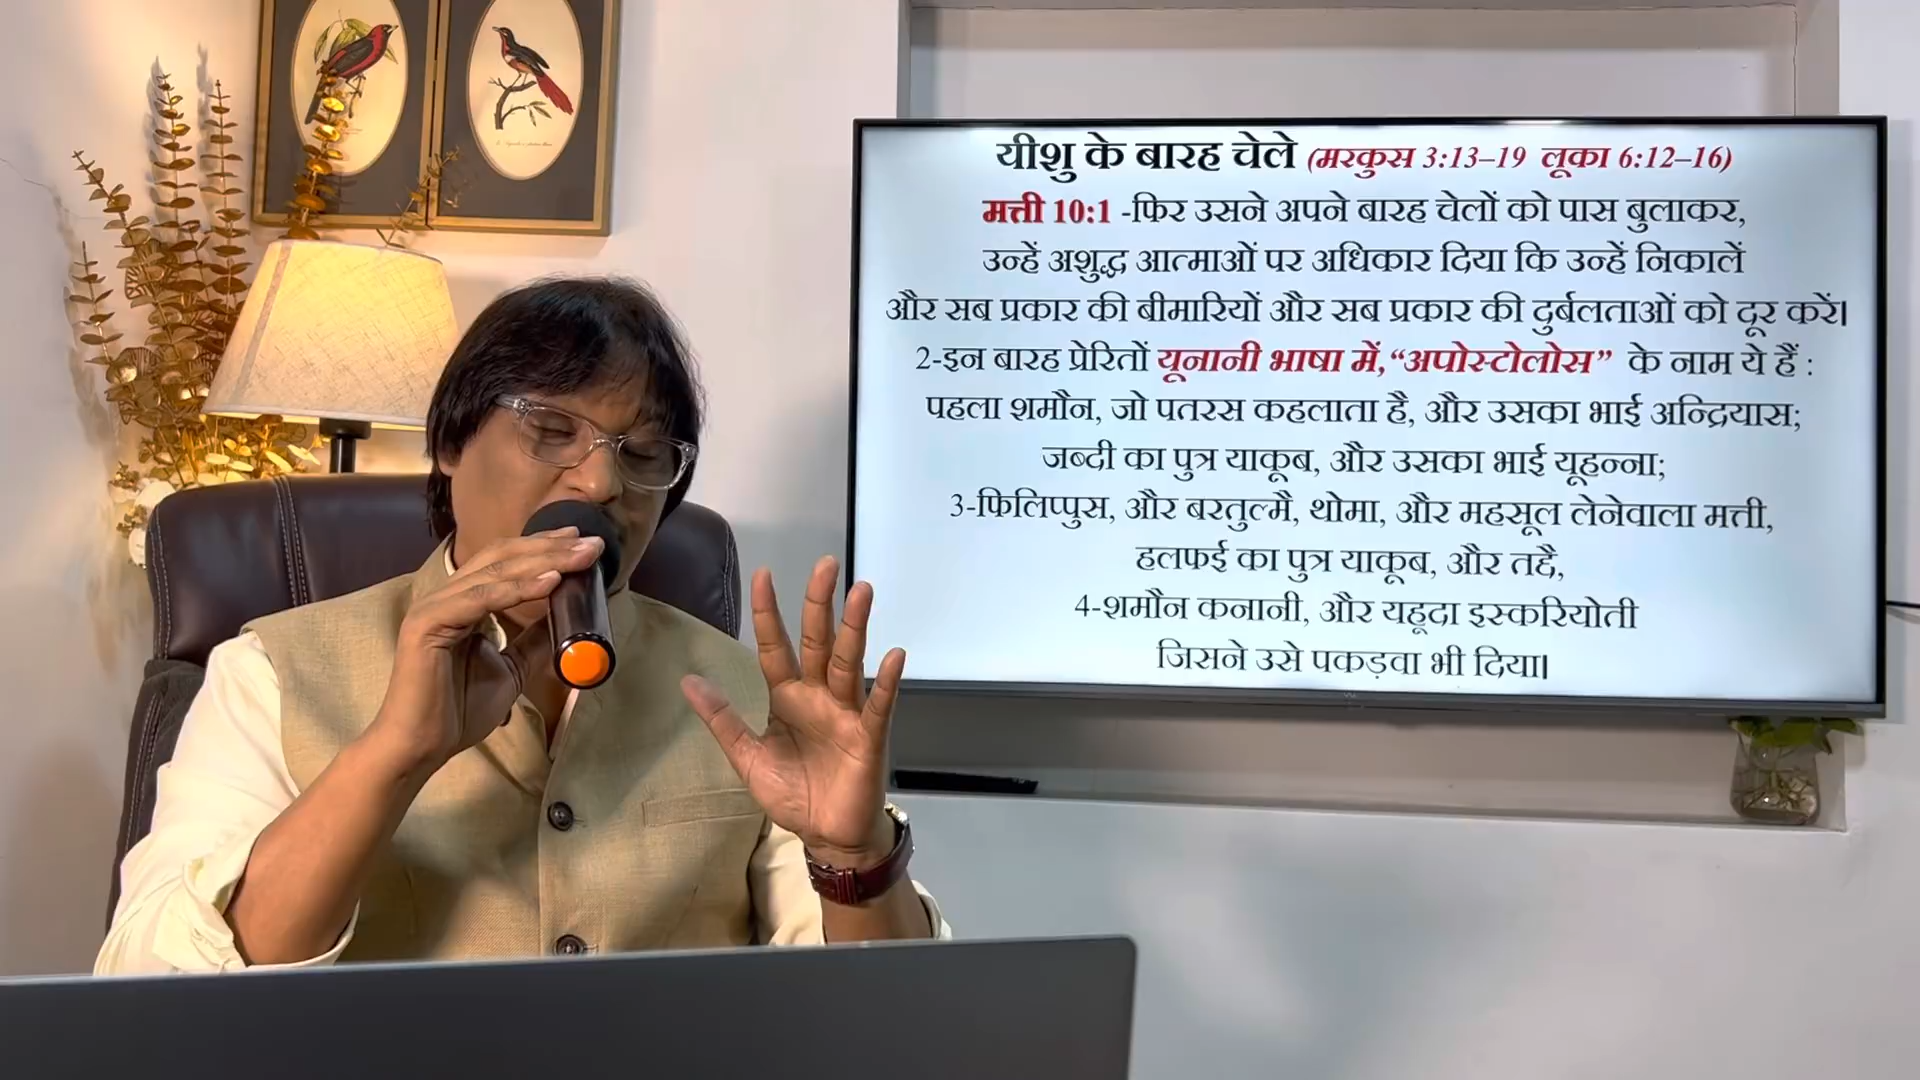 यीशु के बारह चेले (मरकुस 3:13–19 लूका 6:12–16)
मत्ती 10:1 -फिर उसने अपने बारह चेलों को पास बुलाकर,
उन्हें अशुद्ध आत्माओं पर अधिकार दिया कि उन्हें निकालें
और सब प्रकार की बीमारियों और सब प्रकार की दुर्बलताओं को दूर करें।
2-इन बारह प्रेरितों यूनानी भाषा में,“अपोस्टोलोस” के नाम ये हैं :
पहला शमौन, जो पतरस कहलाता है, और उसका भाई अन्द्रियास;
जब्दी का पुत्र याकूब, और उसका भाई यूहन्ना;
3-फिलिप्पुस, और बरतुल्मै, थोमा, और महसूल लेनेवाला मत्ती,
हलफई का पुत्र याकूब, और तद्दै,
4-शमौन कनानी, और यहूदा इस्करियोती
जिसने उसे पकड़वा भी दिया।